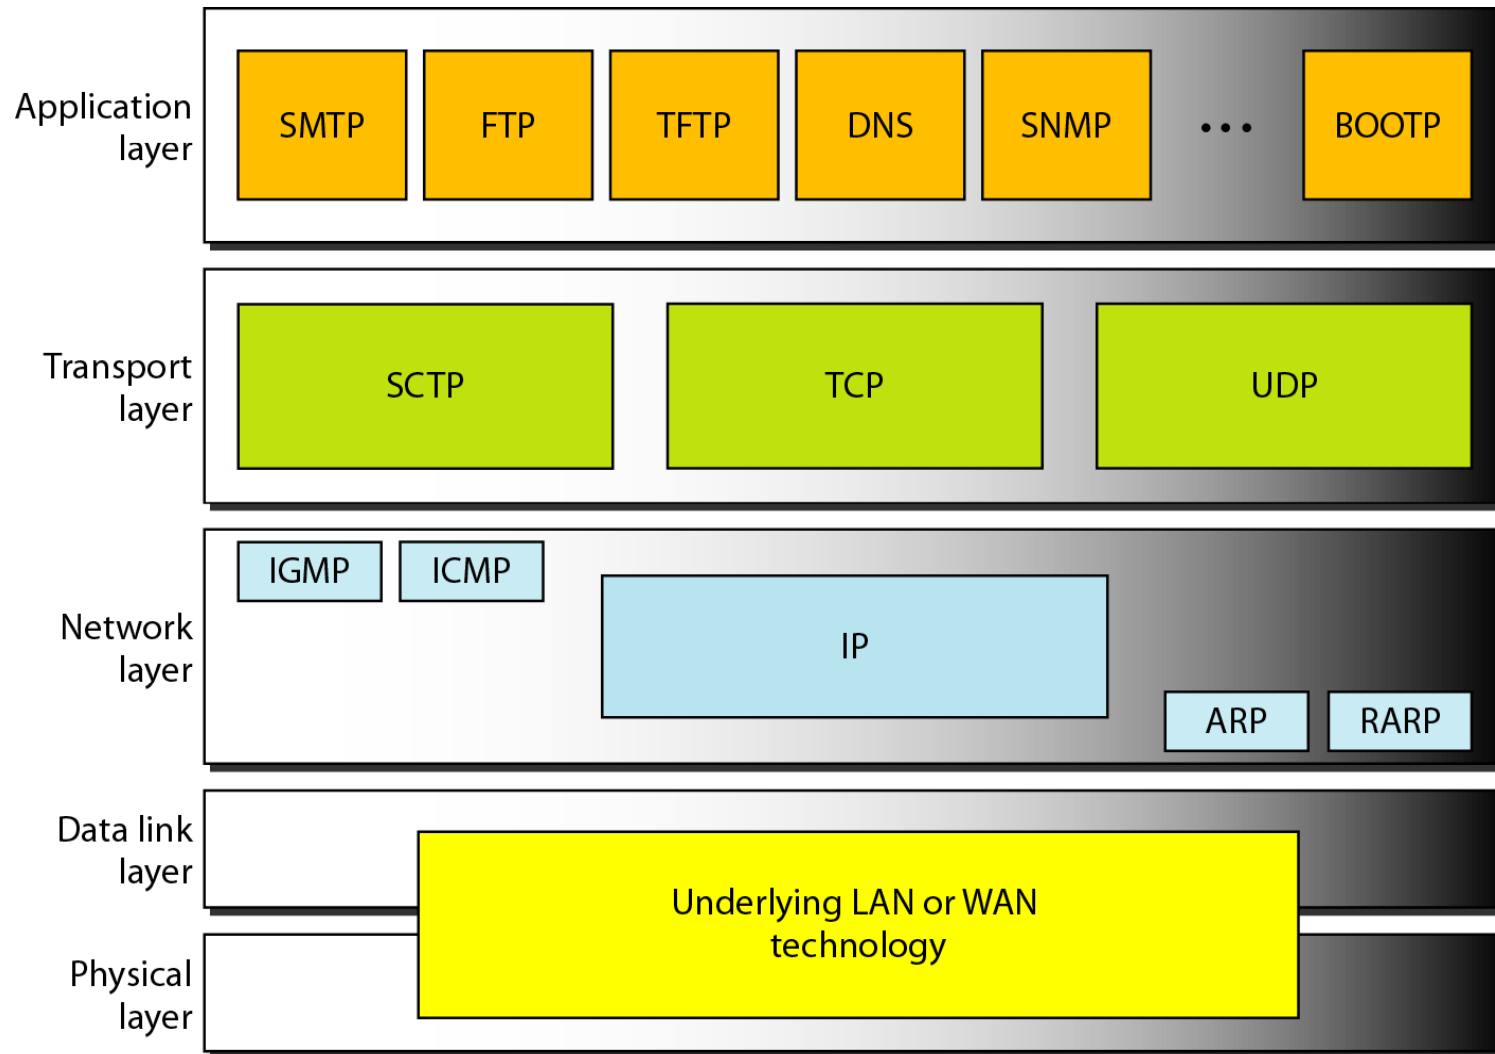 Application
layer
SMTP
FTP
TFTP
DNS
SNMP
...
BOOTP
Transport
layer
SCTP
TCP
UDP
Network
layer
IGMP
ICMP
IP
ARP
RARP
Data link
layer
Underlying LAN or WAN
technology
Physical
layer